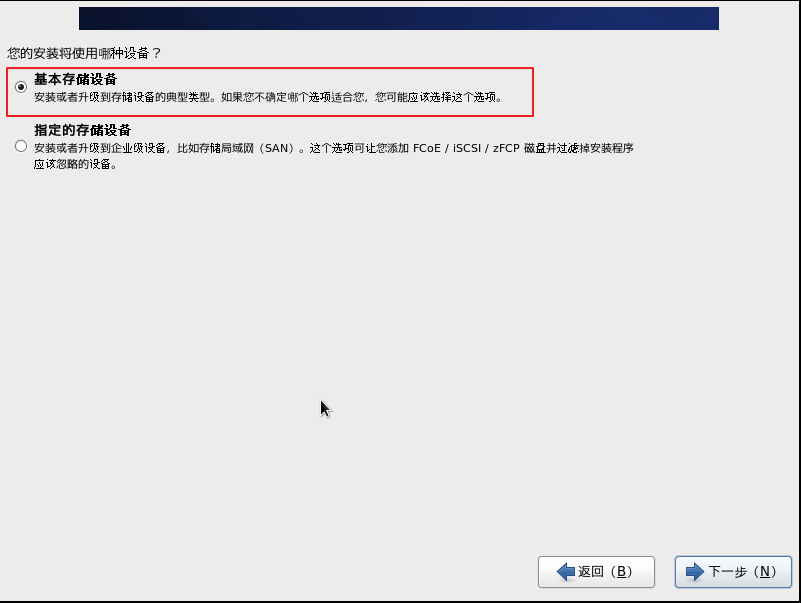 您的安装将使用哪种设备？
基本存储设备
安装或者升级到存储设备的典型类型。如果您不确定哪个选项适合您，您可能应该选择这个选项。
指定的存储设备
安装或者升级到企业级设备，比如存储局域网（SAN）。这个选项可让您添加 FCoE / iSCSI / zFCP 磁盘并过滤掉安装程序
应该忽略的设备。
返回（B）
下一步（N）